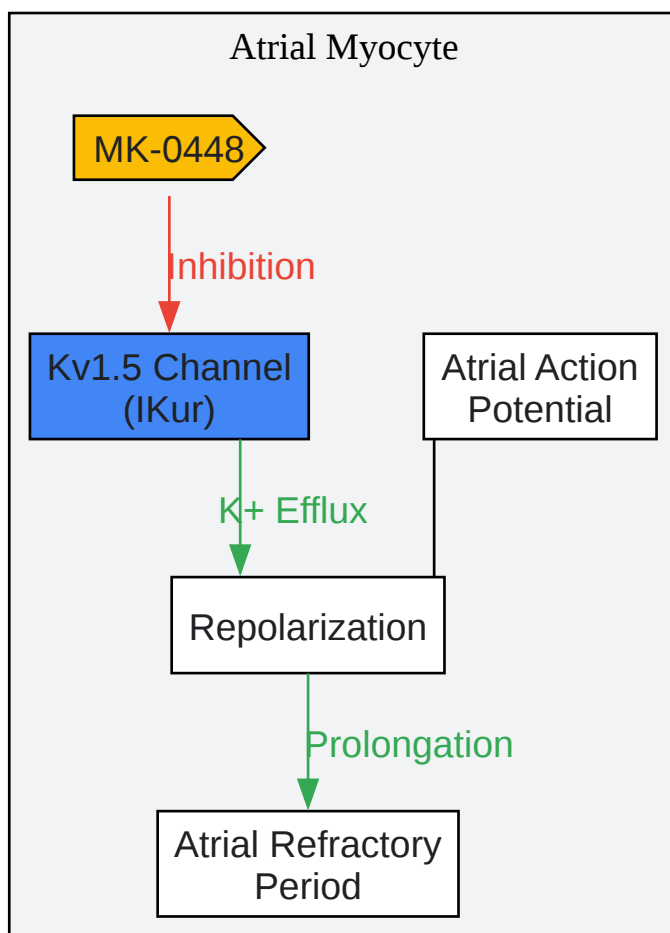 Atrial Myocyte
MK-0448
Inhibition
Kv1.5 Channel
(IKur)
Atrial Action
Potential
K+ Efflux
Repolarization
Prolongation
Atrial Refractory
Period